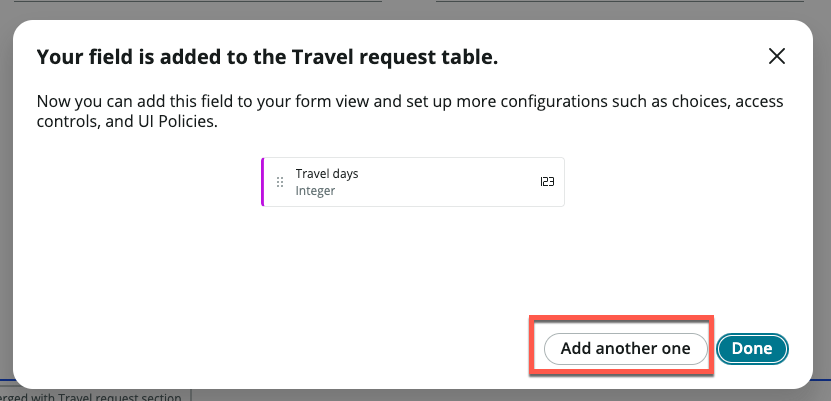 Your field is added to the Travel request table.
Now you can add this field to your form view and set up more configurations such as choices, access
controls, and UI Policies.
Travel days
Integer
123
Add another one
Done
erged with Travel request section